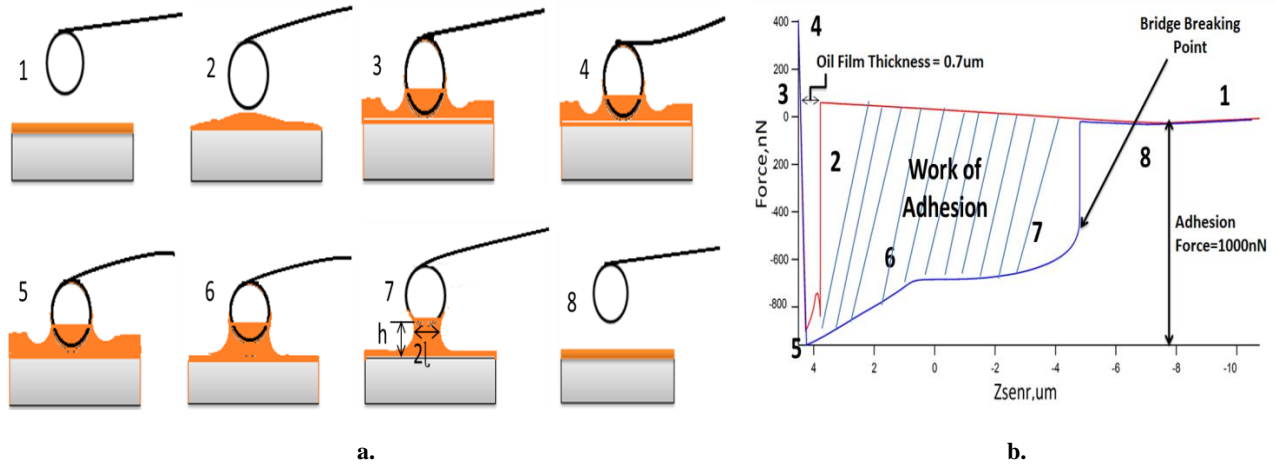 1
2
3
4
5
6
7
h
2l
8
a.
400
200
0
200
-400
-600
-800
Force,nN
4
3
Oil Film Thickness = 0.7um
Bridge Breaking
Point
1
2
Work of
Adhesion
8
7
6
Adhesion
Force=1000nN
5
4
2
0
-2
-4
-6
-8
-10
Zsenr,um
b.